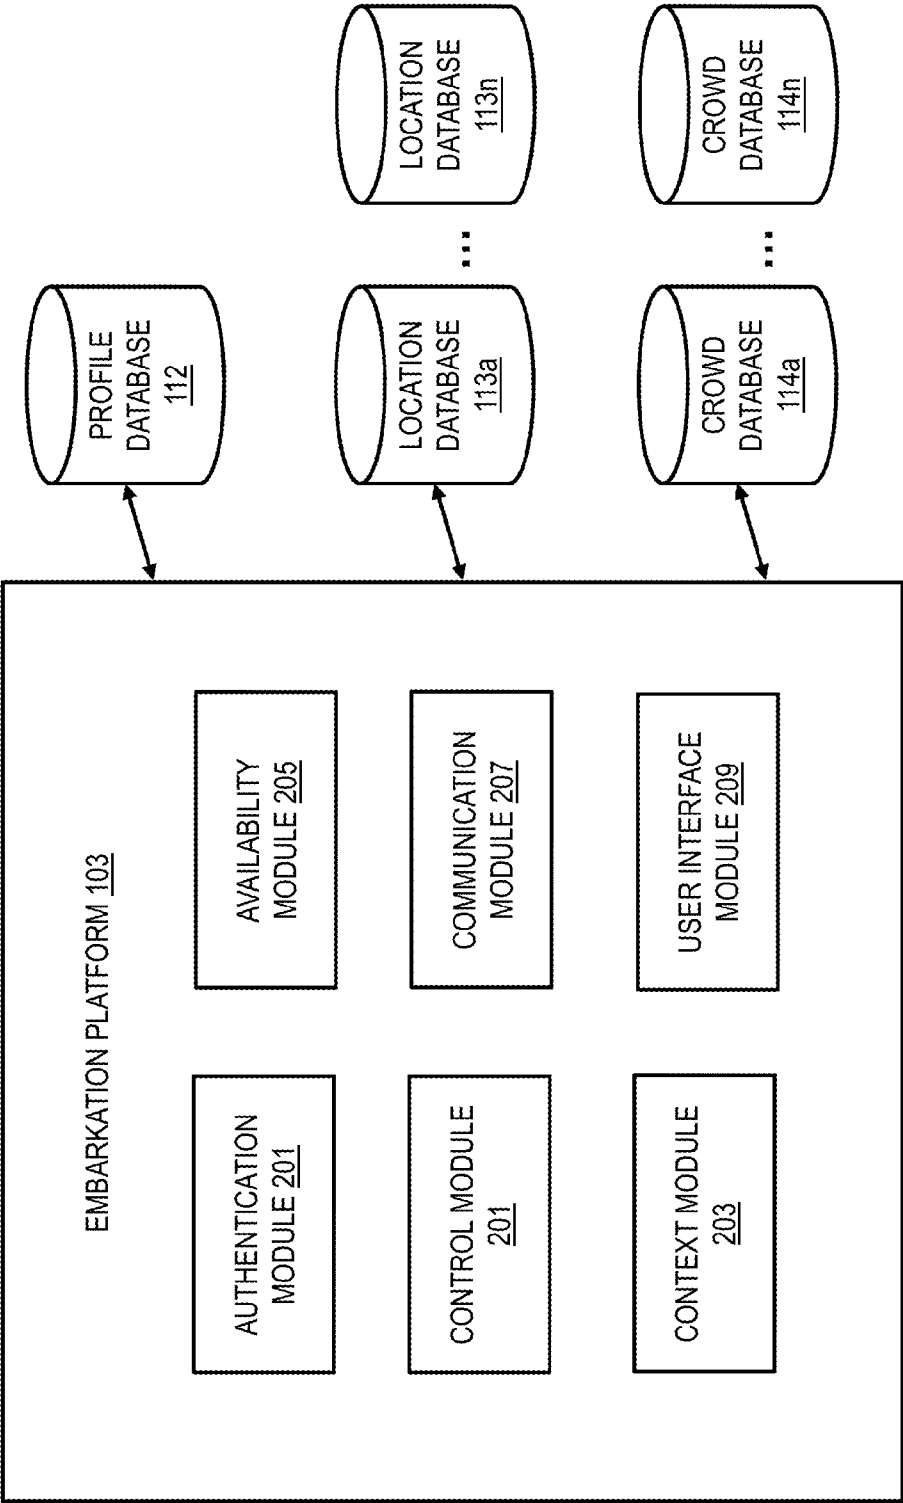 EMBARKATION PLATFORM 103
AUTHENTICATION
MODULE 201
AVAILABILITY
MODULE 205
CONTROL MODULE
201
COMMUNICATION
MODULE 207
CONTEXT MODULE
203
USER INTERFACE
MODULE 209
PROFILE
DATABASE
112
LOCATION
DATABASE
113a
...
LOCATION
DATABASE
113n
CROWD
DATABASE
114a
...
CROWD
DATABASE
114n